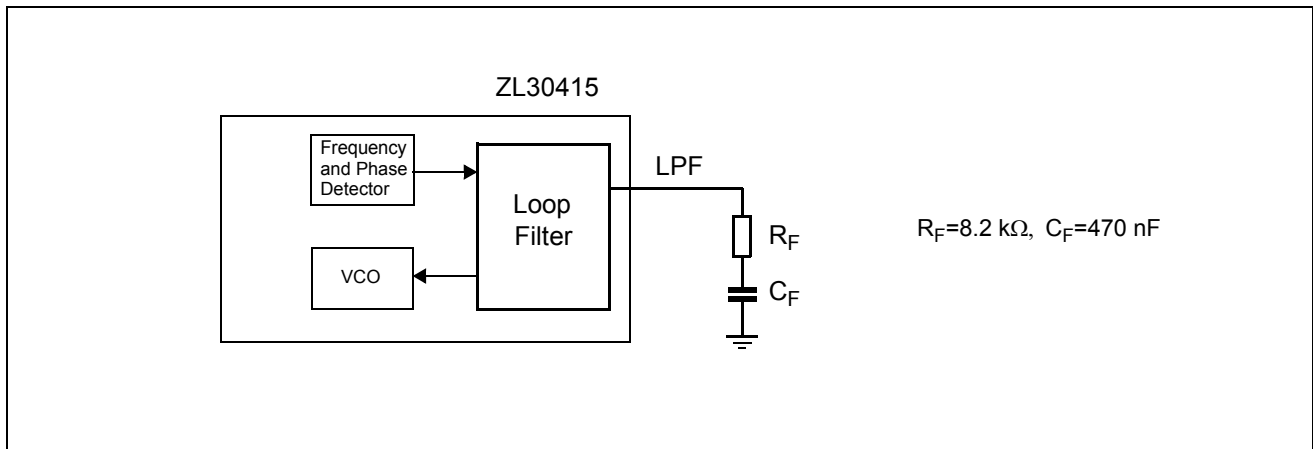 ZL30415
Frequency
and Phase
Detector
LPF
Loop
Filter
RF
RF=8.2 kΩ, CF=470 nF
VCO
CF